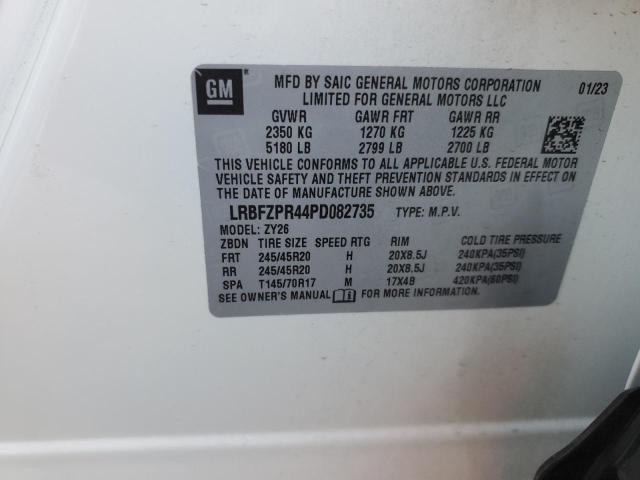 GM
MFD BY SAIC GENERAL MOTORS CORPORATION 01/23
LIMITED FOR GENERAL MOTORS LLC
GVWR GAWR FRT GAWR RR
2350 KG 1270 KG 1225 KG
5180 LB 2799 LB 2700 LB
THIS VEHICLE CONFORMS TO ALL APPLICABLE U.S. FEDERAL MOTOR
VEHICLE SAFETY AND THEFT PREVENTION STANDARDS IN EFFECT ON
THE DATE OF MANUFACTURE SHOWN ABOVE.
LRBFZPR44PD082735 TYPE: M.P.V.
MODEL: ZY26
ZBDN TIRE SIZE SPEED RTG RIM COLD TIRE PRESSURE
FRT 245/45R20 H 20X8.5J 240KPA(35PSI)
RR 245/45R20 H 20X8.5J 240KPA(35PSI)
SPA T145/70R17 M 17X4B 420KPA(60PSI)
SEE OWNER'S MANUAL FOR MORE INFORMATION.